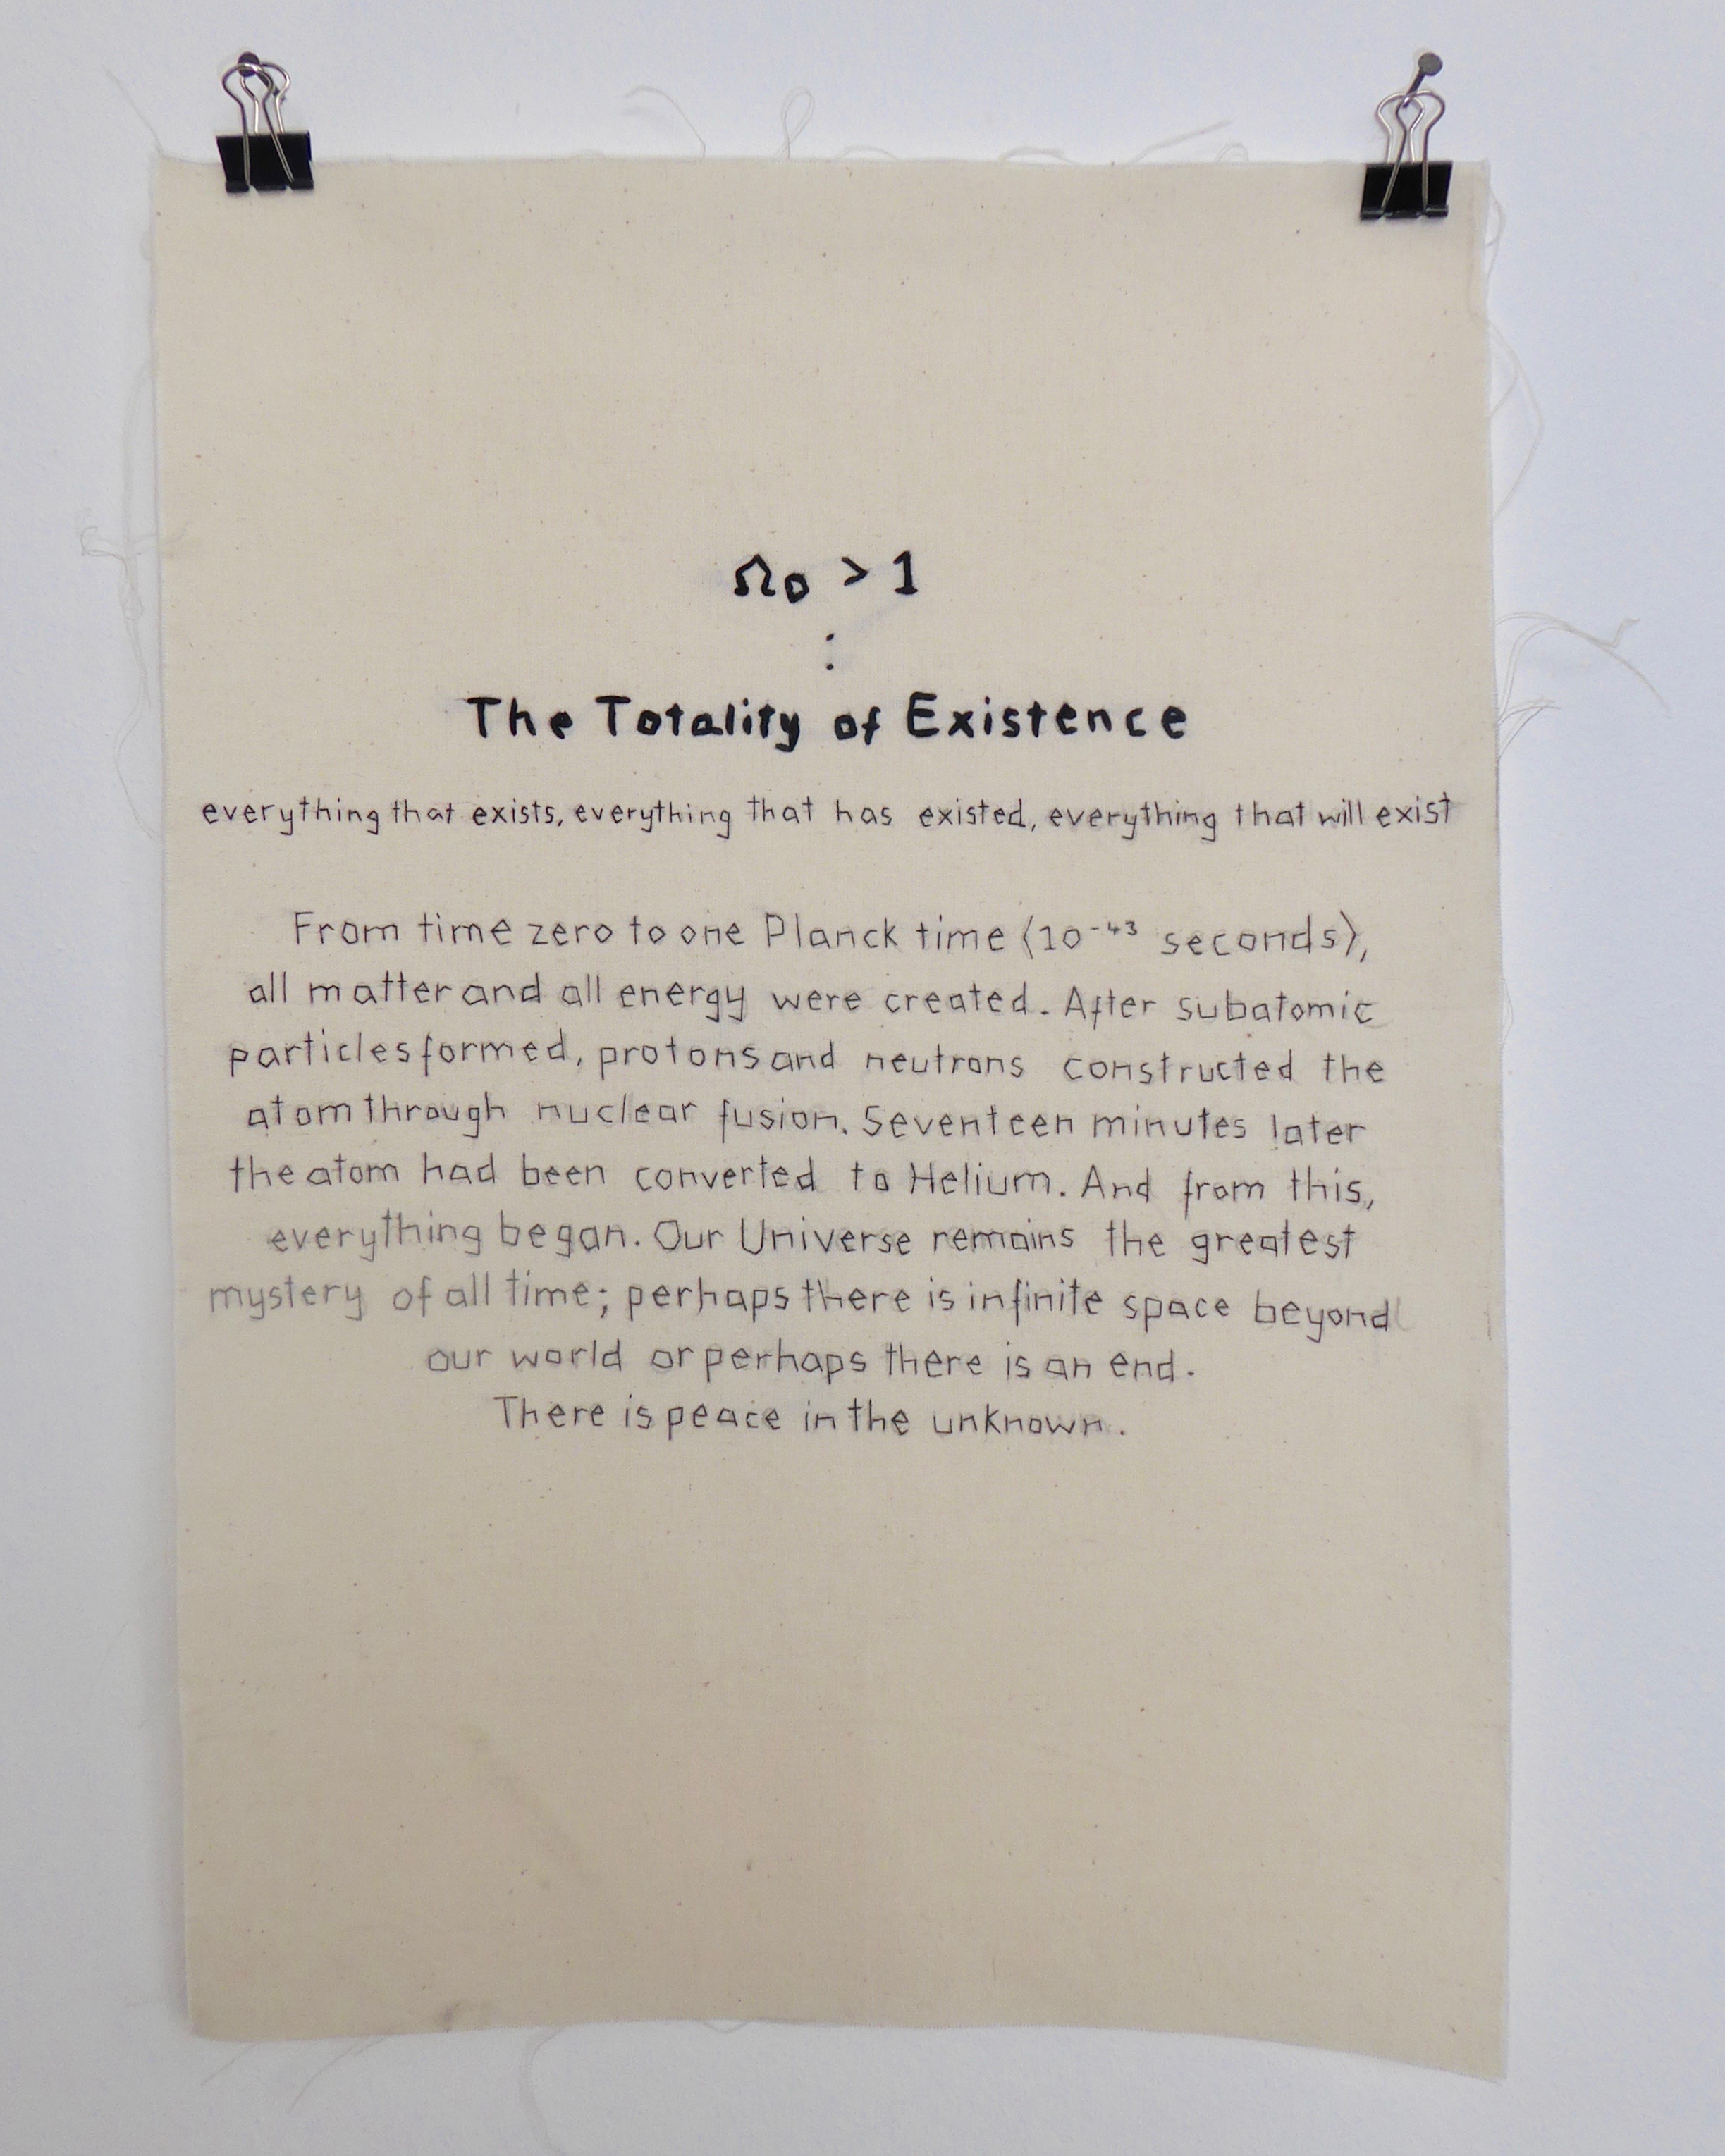 Ω₀ > 1
:
The Totality of Existence
everything that exists, everything that has existed, everything that will exist
From time zero to one Planck time (10⁻⁴³ seconds),
all matter and all energy were created. After subatomic
particles formed, protons and neutrons constructed the
atom through nuclear fusion. Seventeen minutes later
the atom had been converted to Helium. And from this,
everything began. Our Universe remains the greatest
mystery of all time; perhaps there is infinite space beyond
our world or perhaps there is an end.
There is peace in the unknown.